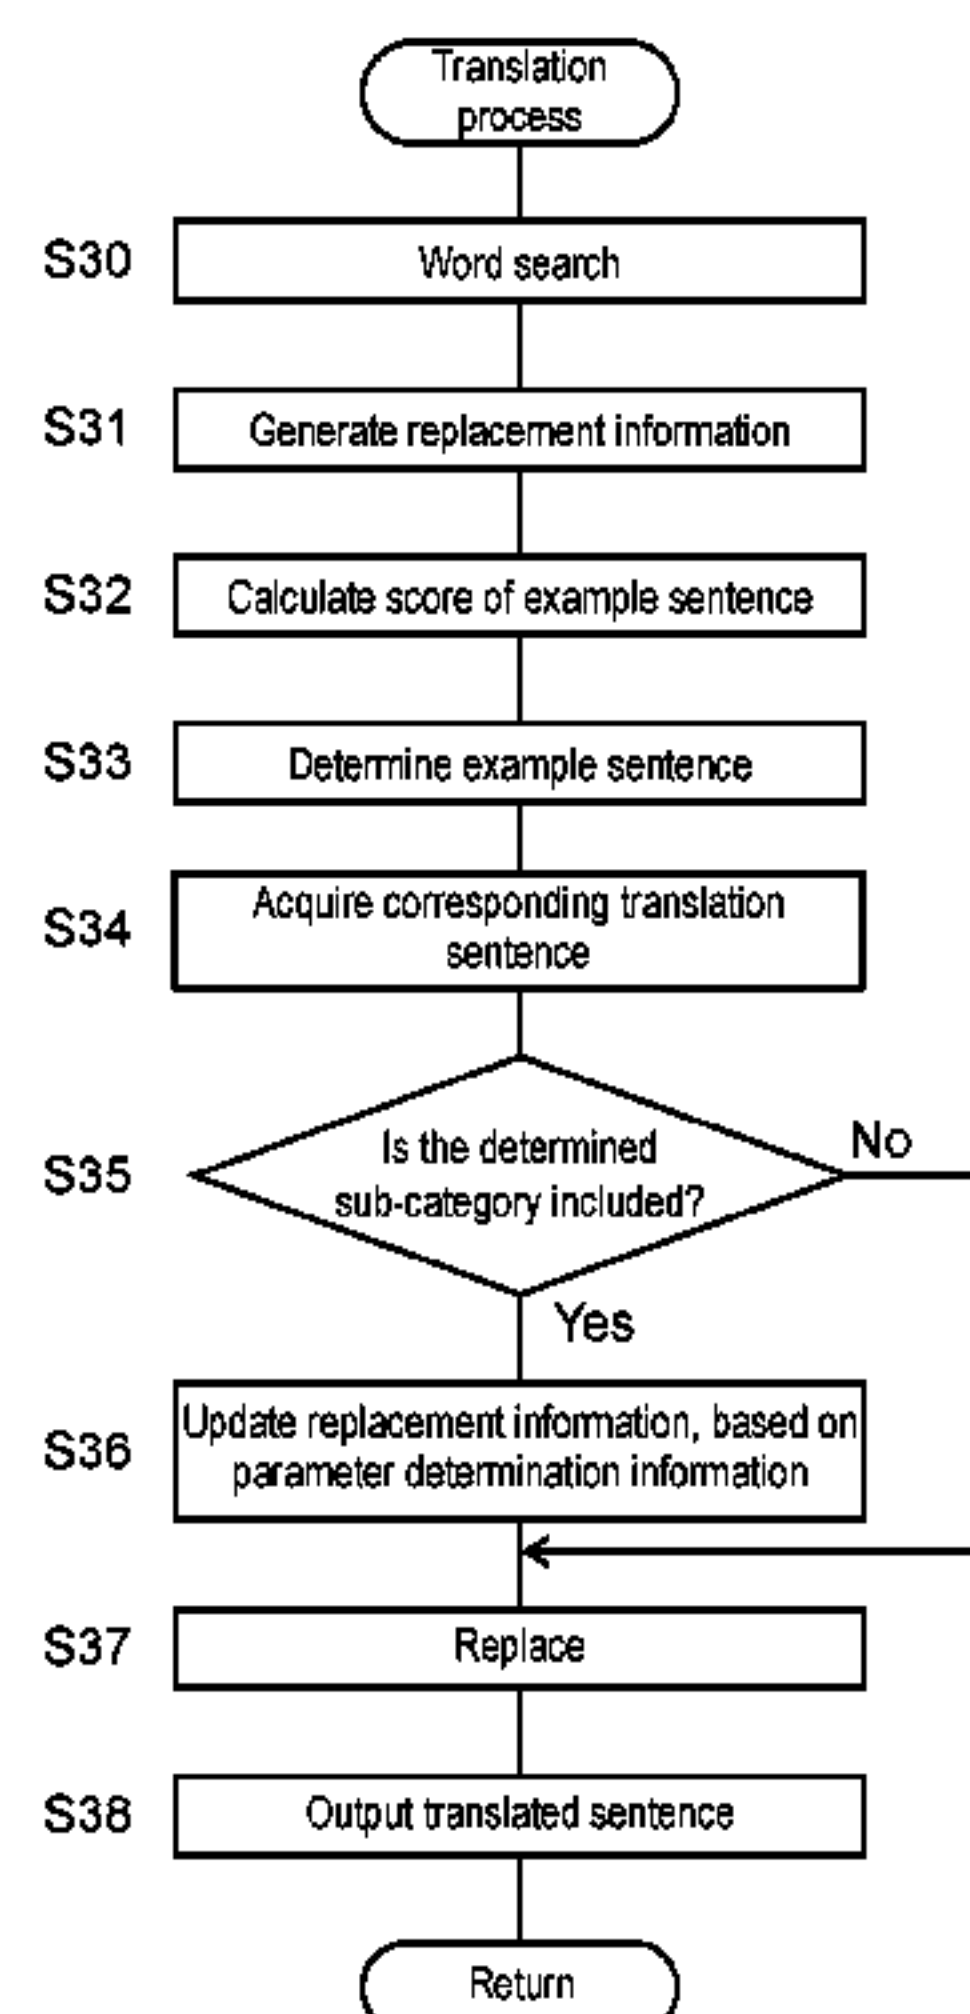 Translation
process
S30
Word search
S31
Generate replacement information
S32
Calculate score of example sentence
S33
Determine example sentence
S34
Acquire corresponding translation
sentence
S35
Is the determined
sub-category included?
No
Yes
S36
Update replacement information, based on
parameter determination information
S37
Replace
S38
Output translated sentence
Return